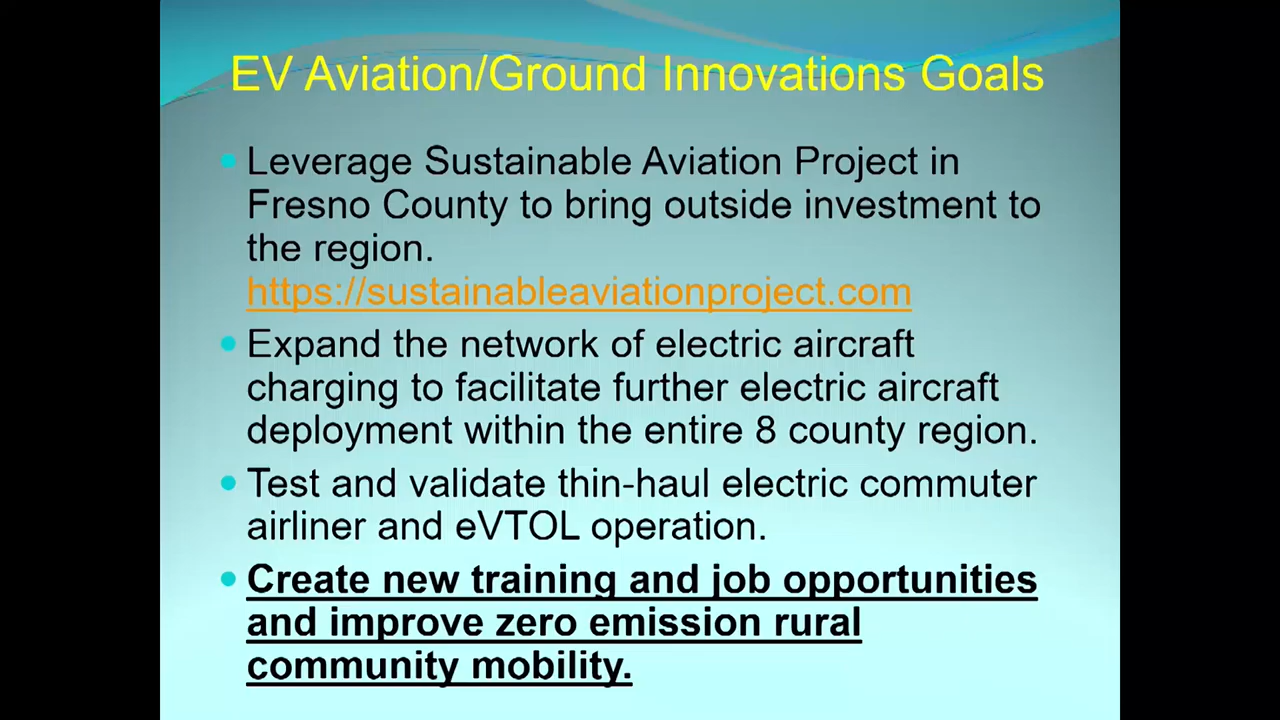 EV Aviation/Ground Innovations Goals
• Leverage Sustainable Aviation Project in
Fresno County to bring outside investment to
the region.
https://sustainableaviationproject.com
• Expand the network of electric aircraft
charging to facilitate further electric aircraft
deployment within the entire 8 county region.
• Test and validate thin-haul electric commuter
airliner and eVTOL operation.
• Create new training and job opportunities
and improve zero emission rural
community mobility.